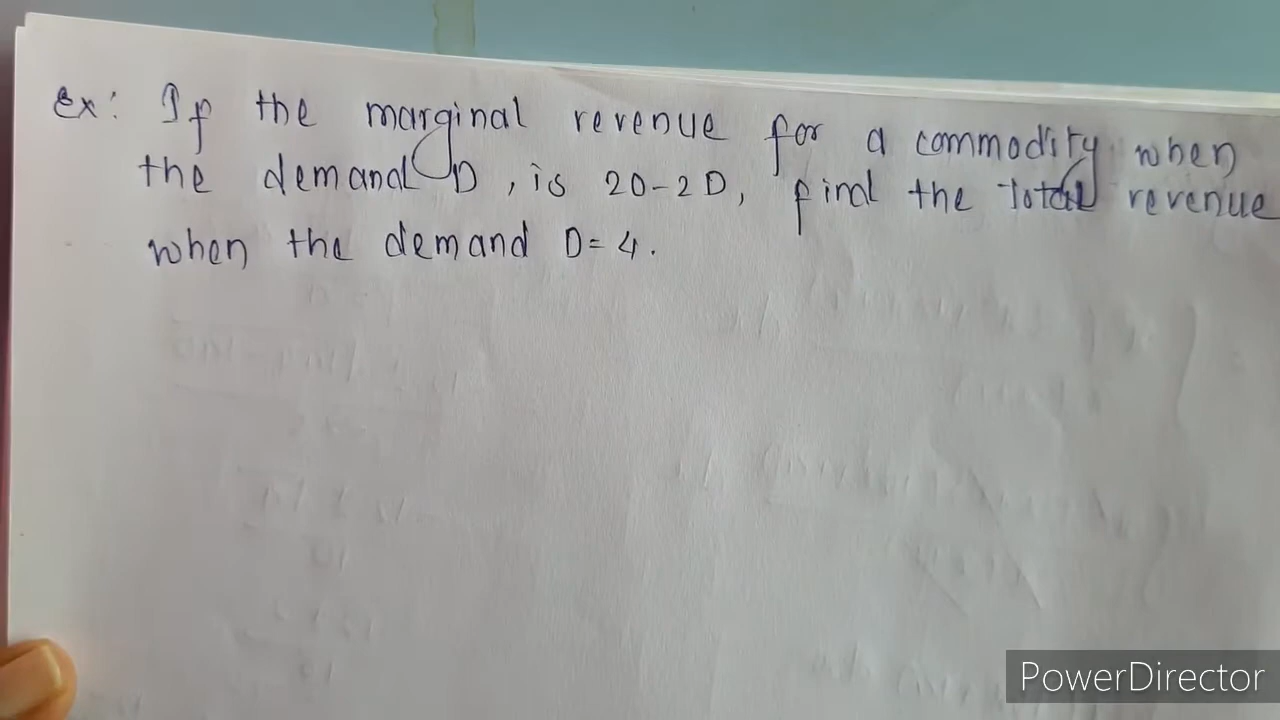 Ex: If the marginal revenue for a commodity when
the demand D, is 20-2D, find the Total revenue
when the demand D=4.
PowerDirector